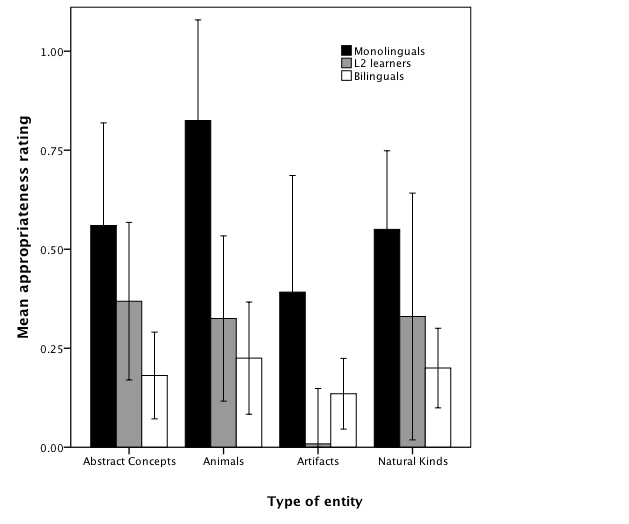 1.00
0.75
0.50
0.25
0.00
Mean appropriateness rating
Monolinguals
L2 learners
Bilinguals
Abstract Concepts
Animals
Artifacts
Natural Kinds
Type of entity